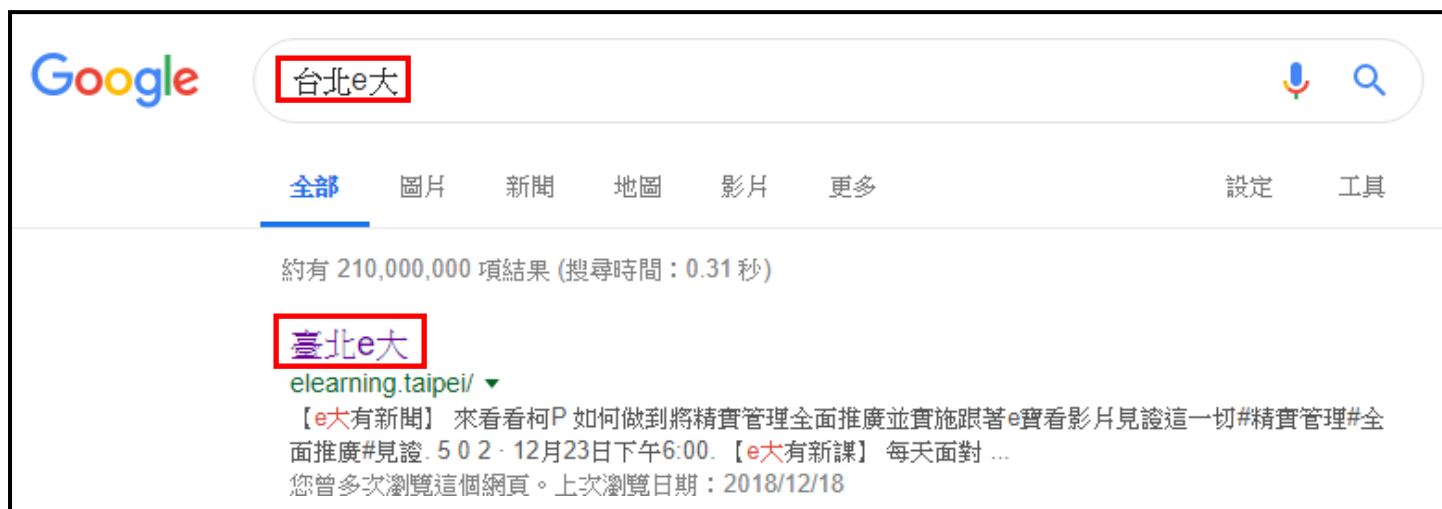 Google 台北e大
全部 圖片 新聞 地圖 影片 更多 設定 工具
約有 210,000,000 項結果 (搜尋時間：0.31 秒)
臺北e大
elearning.taipei/
【e大有新聞】 來看看柯P 如何做到將精實管理全面推廣並實施跟著e寶看影片見證這一切#精實管理#全
面推廣#見證. 5 0 2 · 12月23日下午6:00. 【e大有新謀】 每天面對 ...
您曾多次瀏覽這個網頁。上次瀏覽日期：2018/12/18